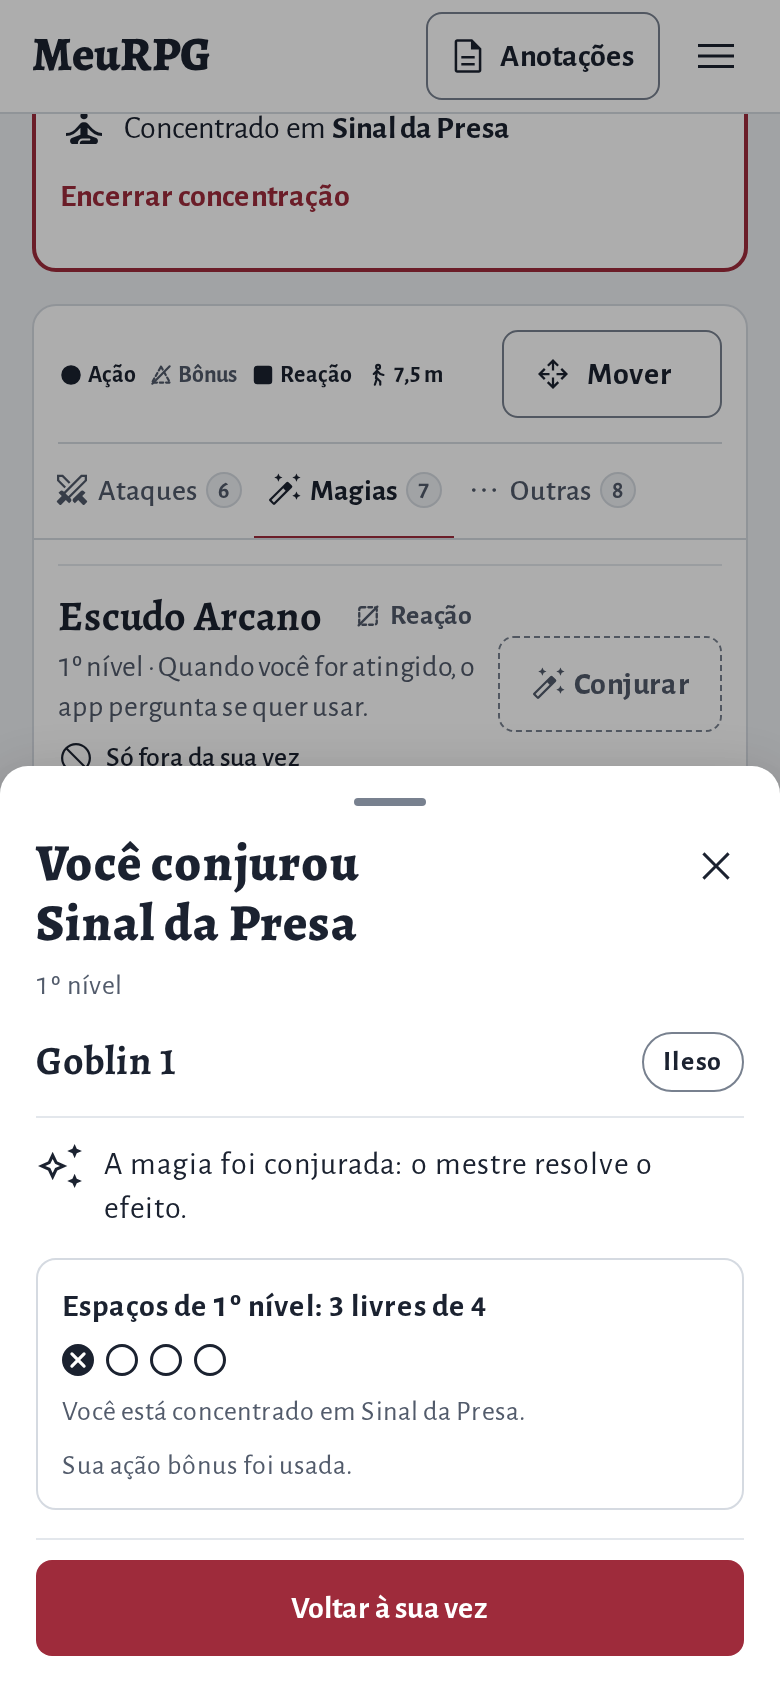 MeuRPG
Anotações
Concentrado em Sinal da Presa
Encerrar concentração
Ação
Bônus
Reação
7,5 m
Mover
Ataques 6
Magias 7
Outras 8
Escudo Arcano
Reação
1º nível · Quando você for atingido, o
app pergunta se quer usar.
Conjurar
Só fora da sua vez
Você conjurou
Sinal da Presa
1º nível
Goblin 1
Ileso
A magia foi conjurada: o mestre resolve o
efeito.
Espaços de 1º nível: 3 livres de 4
Você está concentrado em Sinal da Presa.
Sua ação bônus foi usada.
Voltar à sua vez